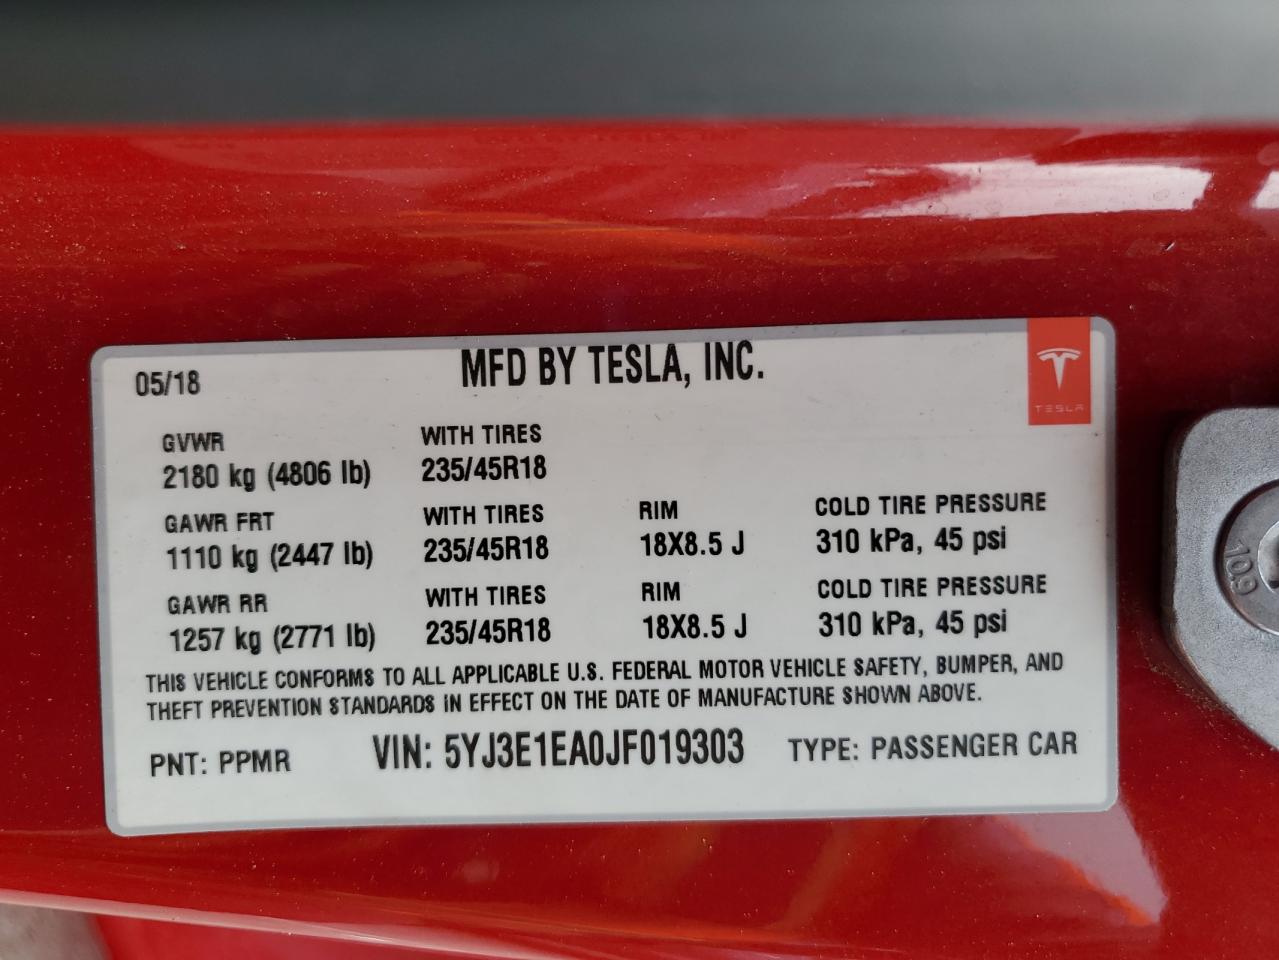 05/18
MFD BY TESLA, INC.
TESLA
GVWR
2180 kg (4806 lb)
WITH TIRES
235/45R18
GAWR FRT
1110 kg (2447 lb)
WITH TIRES
235/45R18
RIM
18X8.5 J
COLD TIRE PRESSURE
310 kPa, 45 psi
GAWR RR
1257 kg (2771 lb)
WITH TIRES
235/45R18
RIM
18X8.5 J
COLD TIRE PRESSURE
310 kPa, 45 psi
THIS VEHICLE CONFORMS TO ALL APPLICABLE U.S. FEDERAL MOTOR VEHICLE SAFETY, BUMPER, AND
THEFT PREVENTION STANDARDS IN EFFECT ON THE DATE OF MANUFACTURE SHOWN ABOVE.
PNT: PPMR
VIN: 5YJ3E1EA0JF019303
TYPE: PASSENGER CAR
10.9